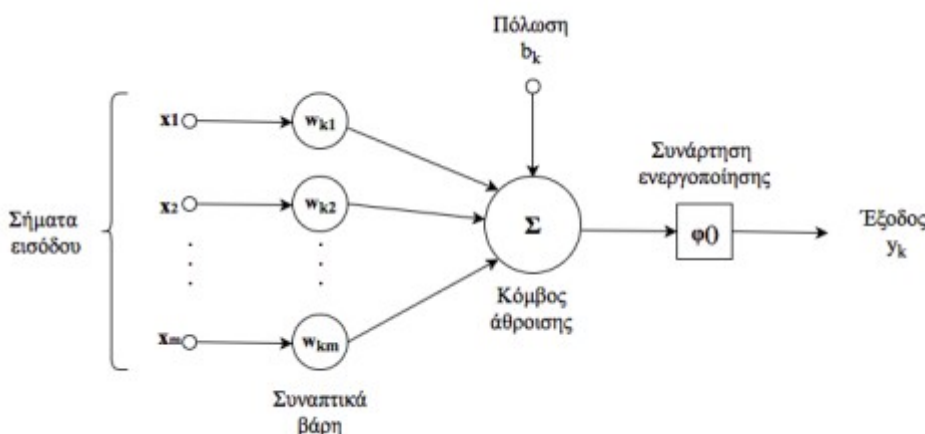 Πόλωση
bk
x1
wk1
Συνάρτηση
ενεργοποίησης
x2
wk2
Σήματα
εισόδου
Σ
φ()
Έξοδος
yk
Κόμβος
άθροισης
xm
wkm
Συναπτικά
βάρη